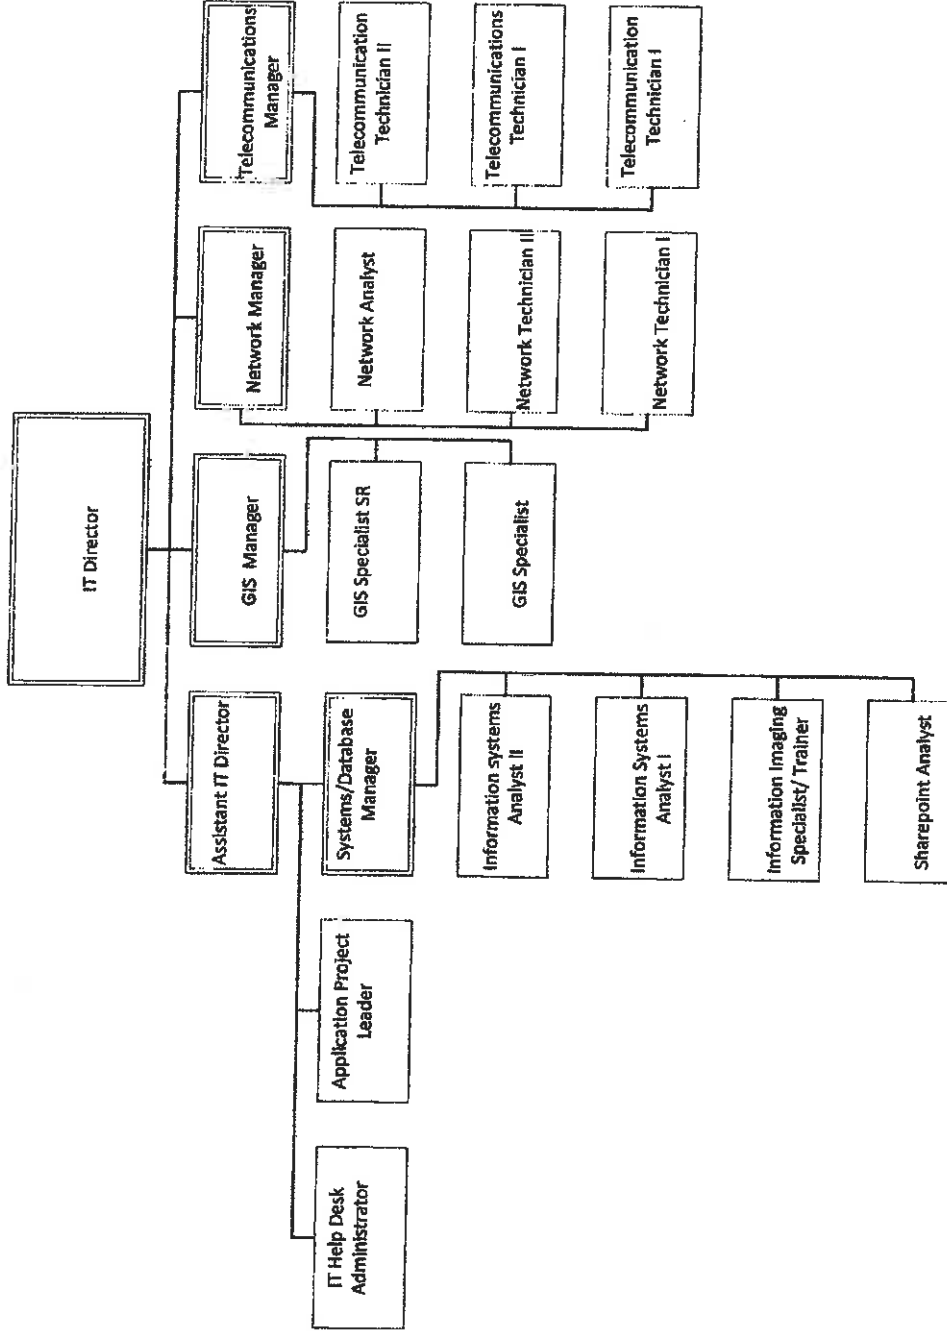 IT Director
Assistant IT Director
GIS Manager
Network Manager
Telecommunications
Manager
IT Help Desk
Administrator
Application Project
Leader
Systems/Database
Manager
GIS Specialist SR
Network Analyst
Telecommunication
Technician II
Information systems
Analyst II
GIS Specialist
Network Technician II
Telecommunications
Technician I
Information Systems
Analyst I
Network Technician I
Telecommunication
Technician I
Information Imaging
Specialist/ Trainer
Sharepoint Analyst